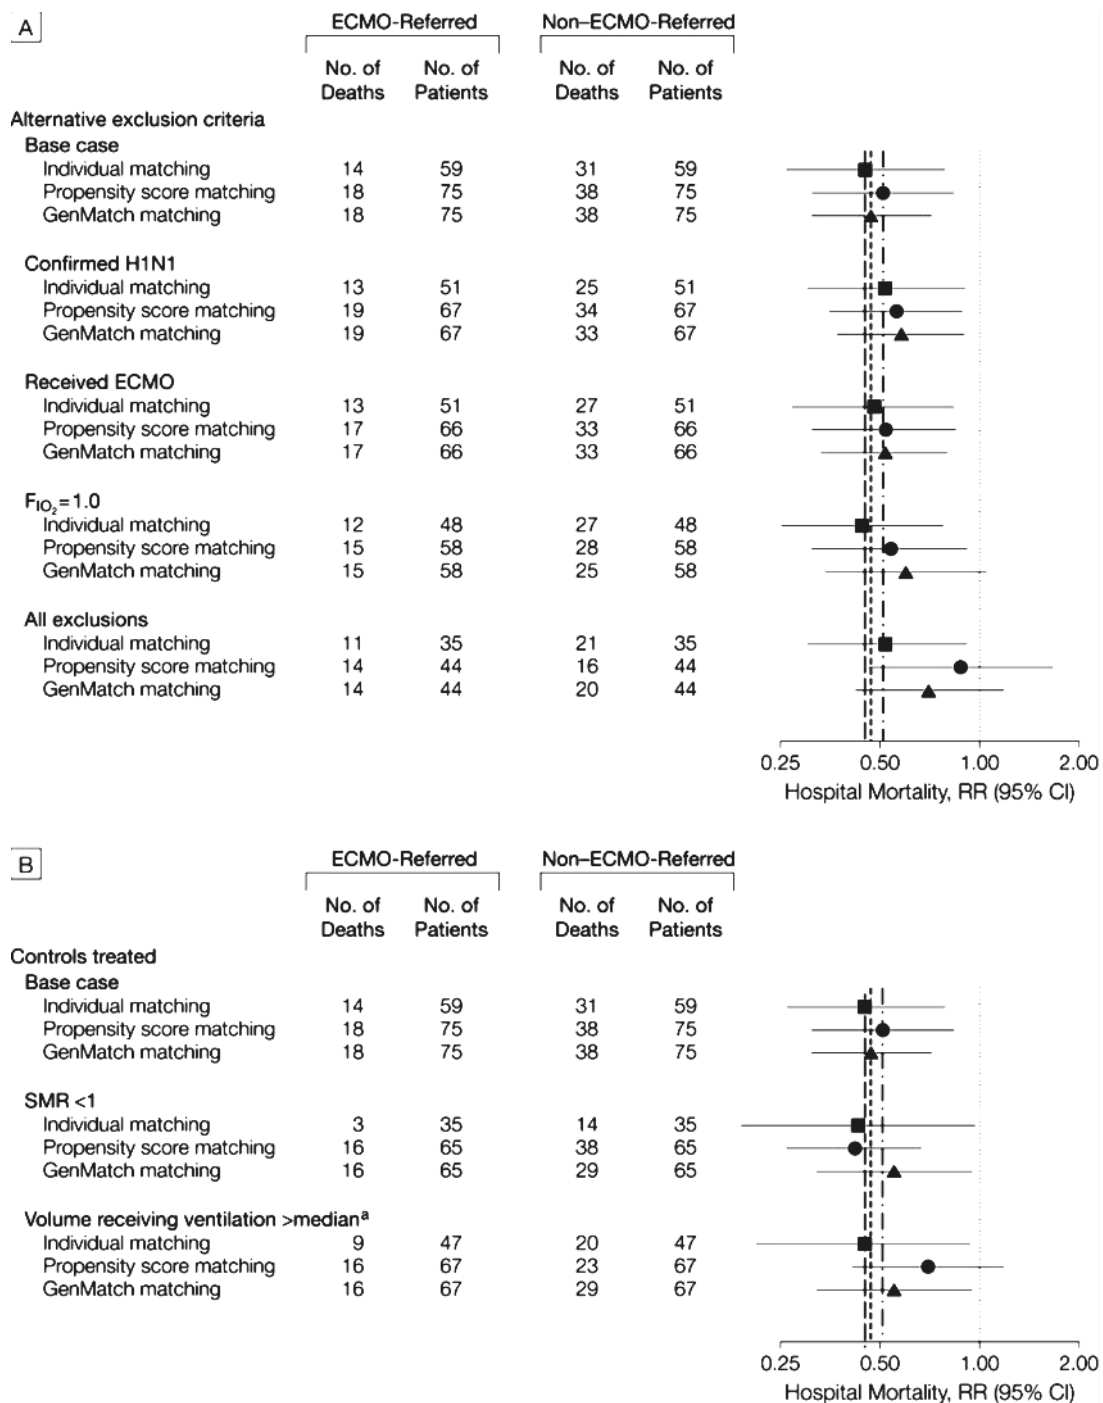 A
ECMO-Referred Non–ECMO-Referred
No. of Deaths No. of Patients No. of Deaths No. of Patients
Alternative exclusion criteria
Base case
Individual matching 14 59 31 59
Propensity score matching 18 75 38 75
GenMatch matching 18 75 38 75
Confirmed H1N1
Individual matching 13 51 25 51
Propensity score matching 19 67 34 67
GenMatch matching 19 67 33 67
Received ECMO
Individual matching 13 51 27 51
Propensity score matching 17 66 33 66
GenMatch matching 17 66 33 66
FIO2=1.0
Individual matching 12 48 27 48
Propensity score matching 15 58 28 58
GenMatch matching 15 58 25 58
All exclusions
Individual matching 11 35 21 35
Propensity score matching 14 44 16 44
GenMatch matching 14 44 20 44
0.25 0.50 1.00 2.00
Hospital Mortality, RR (95% CI)
B
ECMO-Referred Non–ECMO-Referred
No. of Deaths No. of Patients No. of Deaths No. of Patients
Controls treated
Base case
Individual matching 14 59 31 59
Propensity score matching 18 75 38 75
GenMatch matching 18 75 38 75
SMR <1
Individual matching 3 35 14 35
Propensity score matching 16 65 38 65
GenMatch matching 16 65 29 65
Volume receiving ventilation >median^a
Individual matching 9 47 20 47
Propensity score matching 16 67 23 67
GenMatch matching 16 67 29 67
0.25 0.50 1.00 2.00
Hospital Mortality, RR (95% CI)